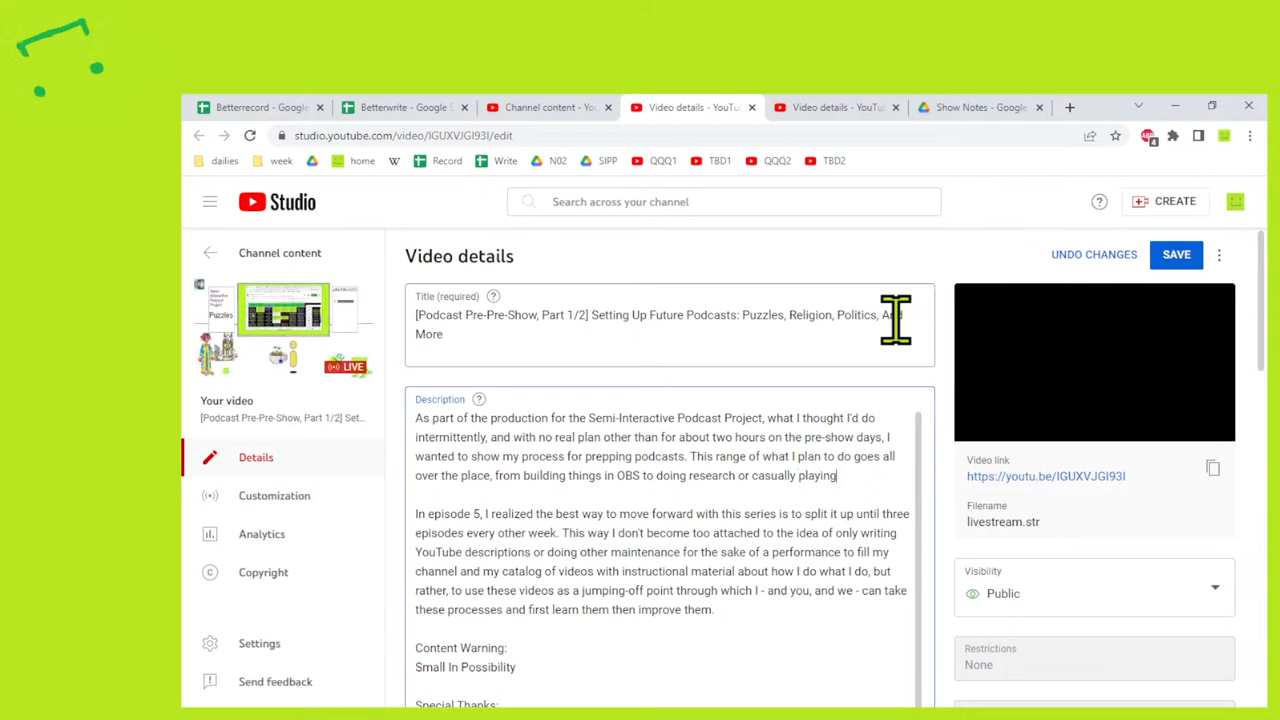 Betterrecord - Google
Betterwrite - Google S
Channel content - You
Video details - YouTu
Video details - YouTu
Show Notes - Google
studio.youtube.com/video/IGUXVJGI93I/edit
4
dailies
week
home
W
Record
Write
N02
SIPP
QQQ1
TBD1
QQQ2
TBD2
Studio
Search across your channel
CREATE
Channel content
Video details
UNDO CHANGES
SAVE
Title (required)
[Podcast Pre-Pre-Show, Part 1/2] Setting Up Future Podcasts: Puzzles, Religion, Politics, And
More
Puzzles
LIVE
Your video
[Podcast Pre-Pre-Show, Part 1/2] Set...
Details
Customization
Analytics
Copyright
Settings
Send feedback
Description
As part of the production for the Semi-Interactive Podcast Project, what I thought I'd do
intermittently, and with no real plan other than for about two hours on the pre-show days, I
wanted to show my process for prepping podcasts. This range of what I plan to do goes all
over the place, from building things in OBS to doing research or casually playing
In episode 5, I realized the best way to move forward with this series is to split it up until three
episodes every other week. This way I don't become too attached to the idea of only writing
YouTube descriptions or doing other maintenance for the sake of a performance to fill my
channel and my catalog of videos with instructional material about how I do what I do, but
rather, to use these videos as a jumping-off point through which I - and you, and we - can take
these processes and first learn them then improve them.
Content Warning:
Small In Possibility
Special Thanks:
Video link
https://youtu.be/IGUXVJGI93I
Filename
livestream.str
Visibility
Public
Restrictions
None